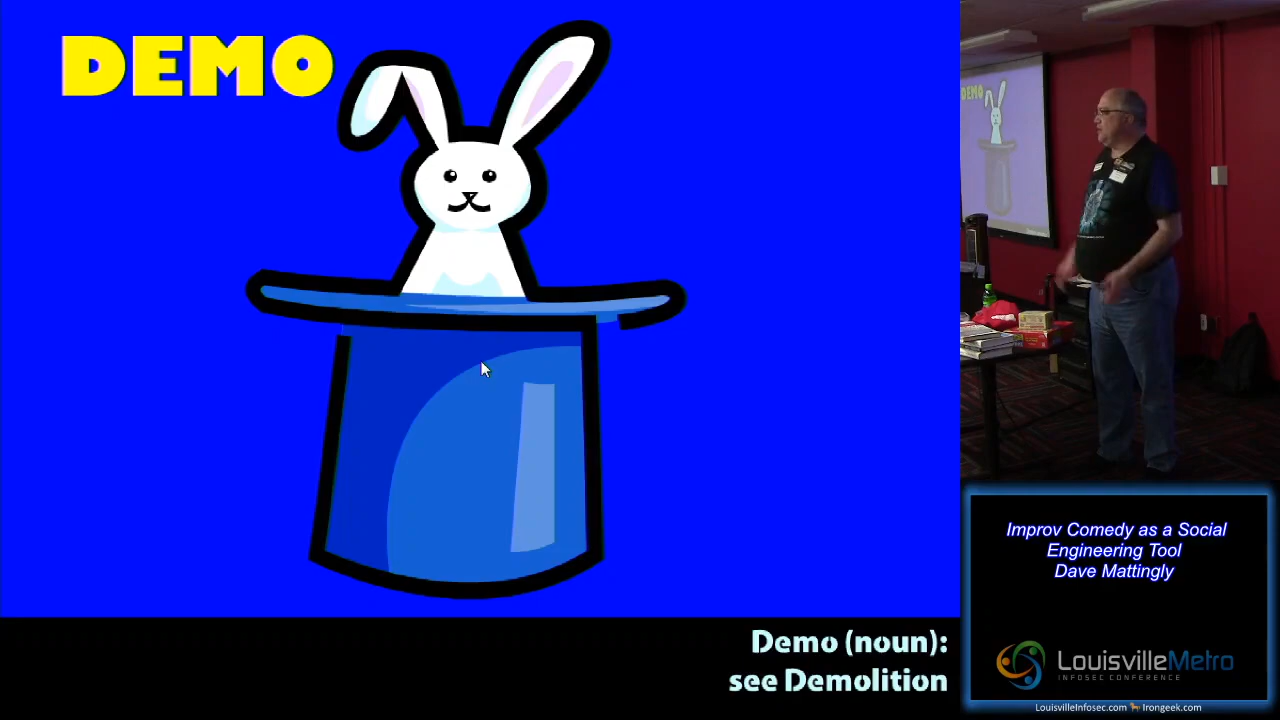 DEMO
DEMO
Demo (noun):
see Demolition
Improv Comedy as a Social
Engineering Tool
Dave Mattingly
LouisvilleMetro
INFOSEC CONFERENCE
LouisvilleInfosec.com Irongeek.com